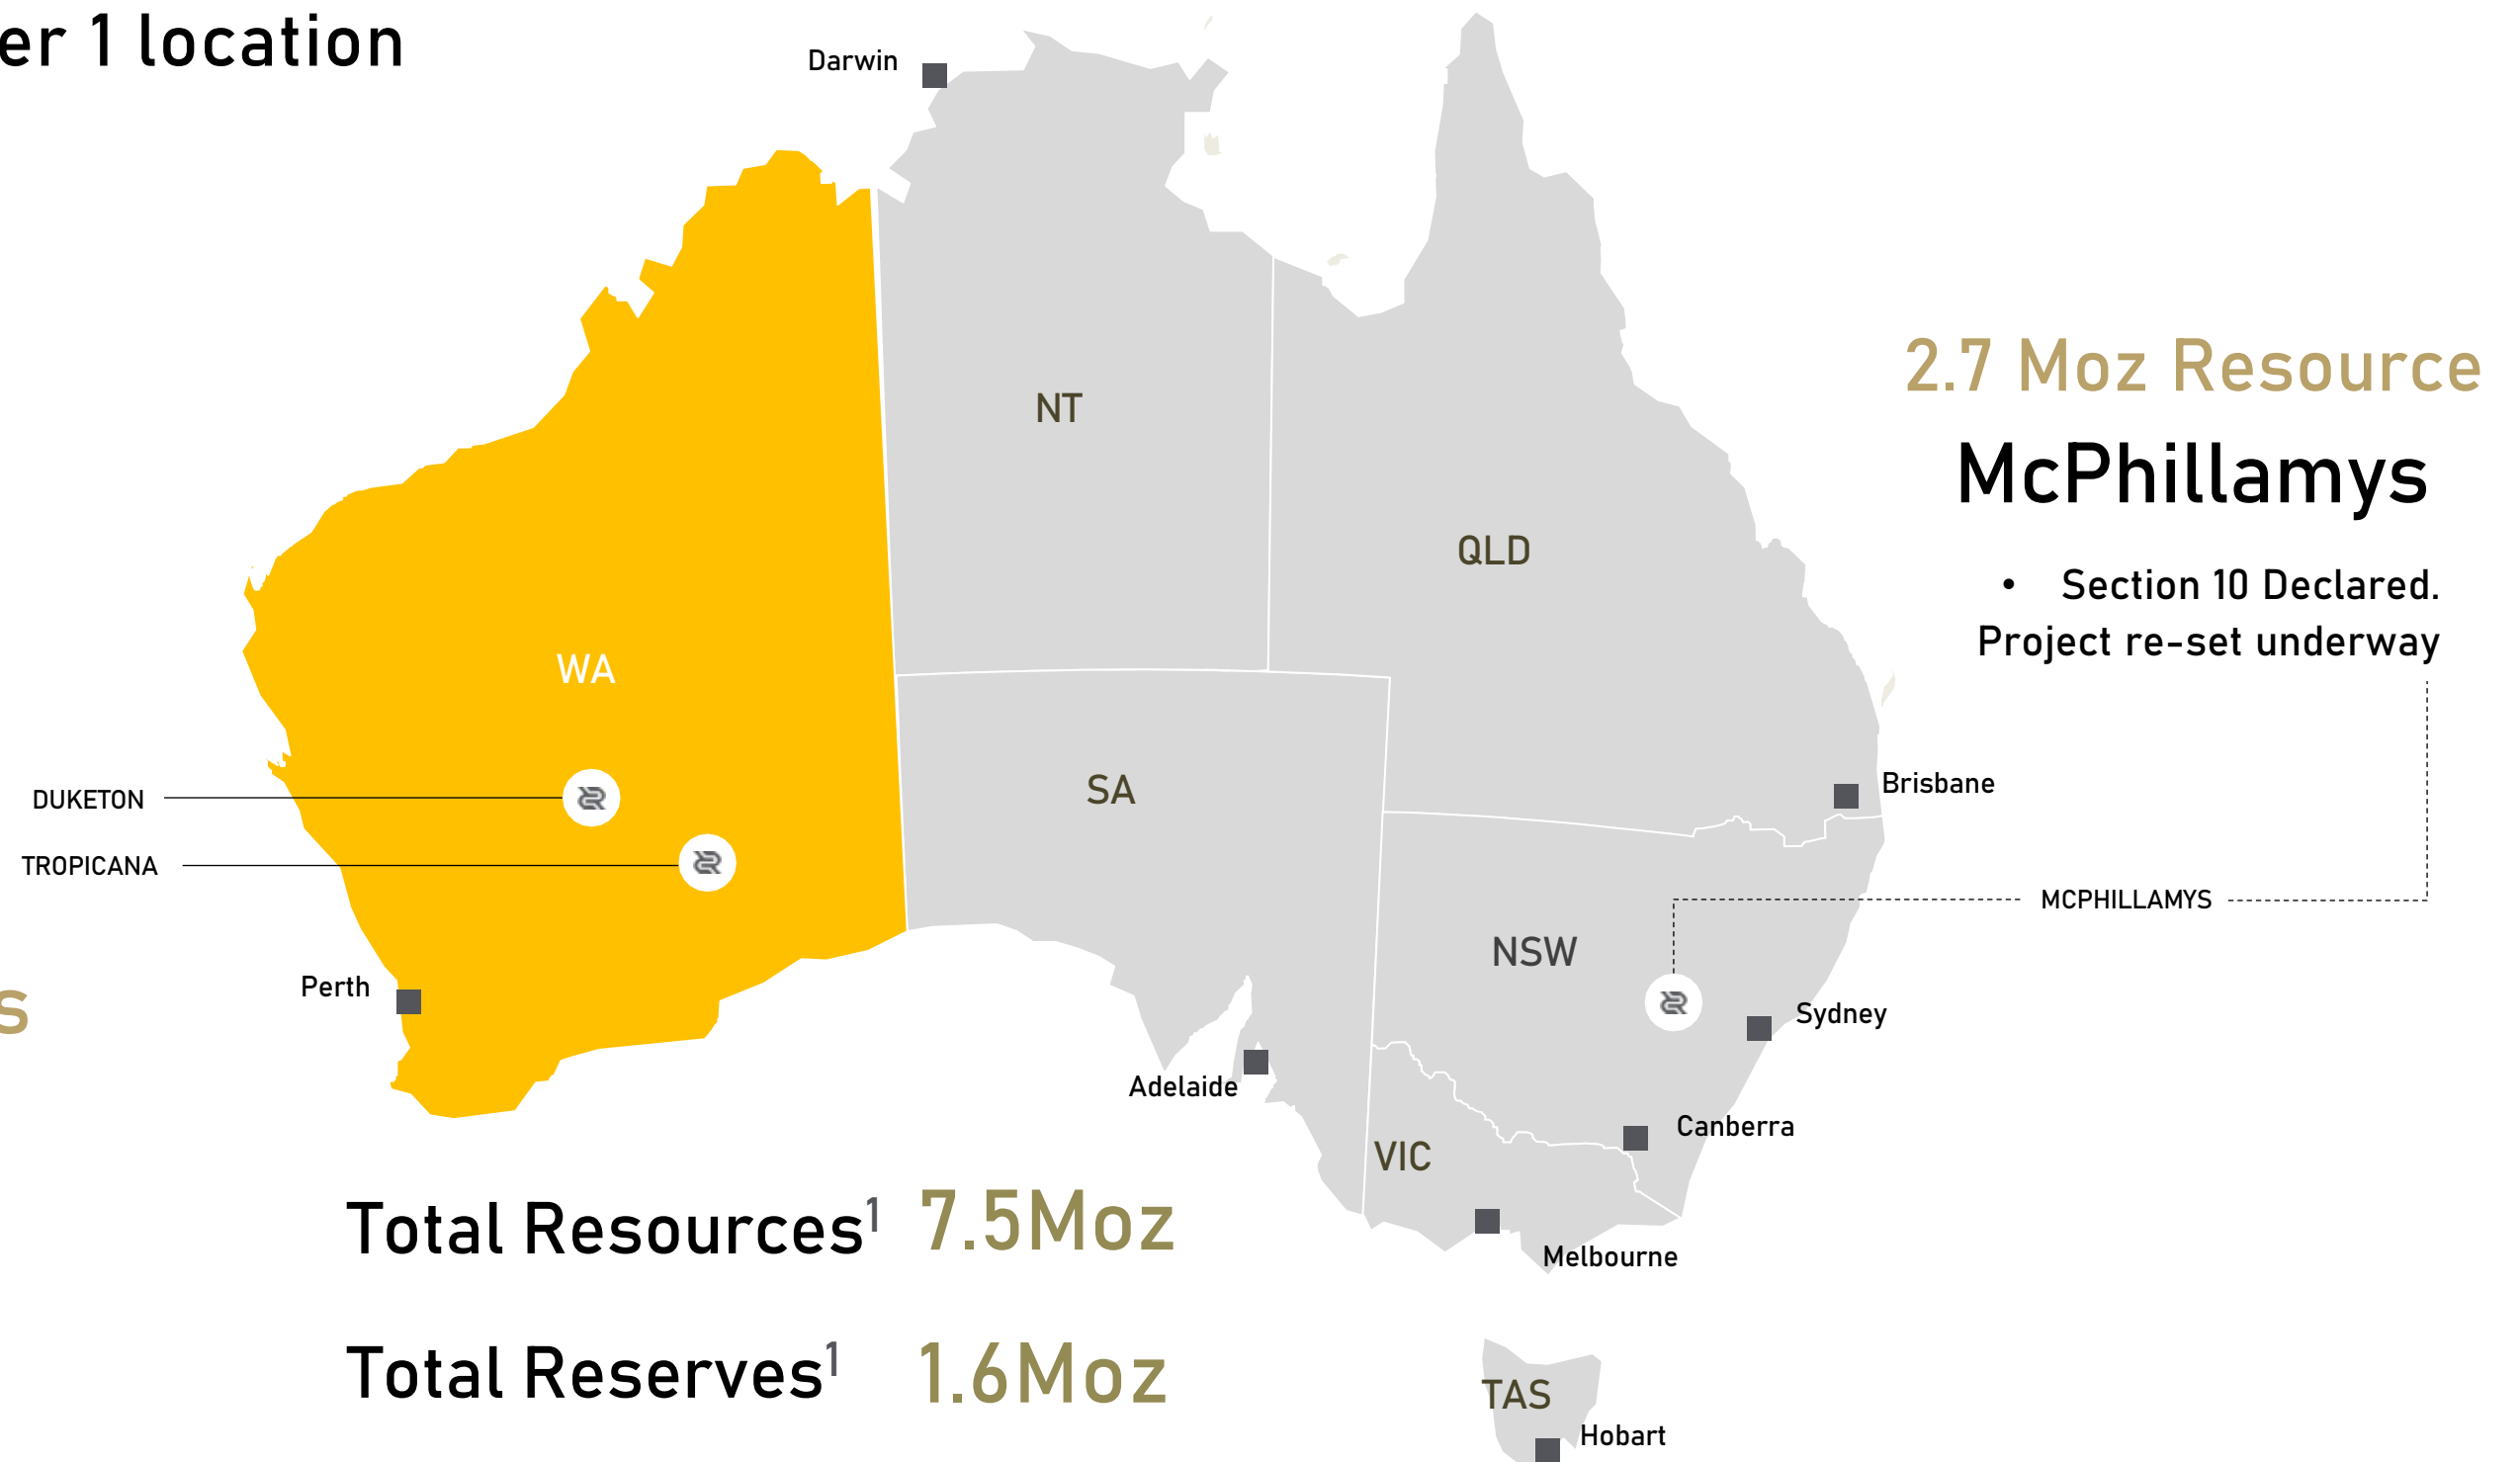 er 1 location
Darwin
NT
2.7 Moz Resource
McPhillamys
QLD
• Section 10 Declared.
Project re-set underway
WA
SA
Brisbane
DUKETON
TROPICANA
MCPHILLAMYS
NSW
Perth
s
Sydney
Adelaide
Canberra
VIC
Total Resources1 7.5Moz
Melbourne
Total Reserves1 1.6Moz
TAS
Hobart